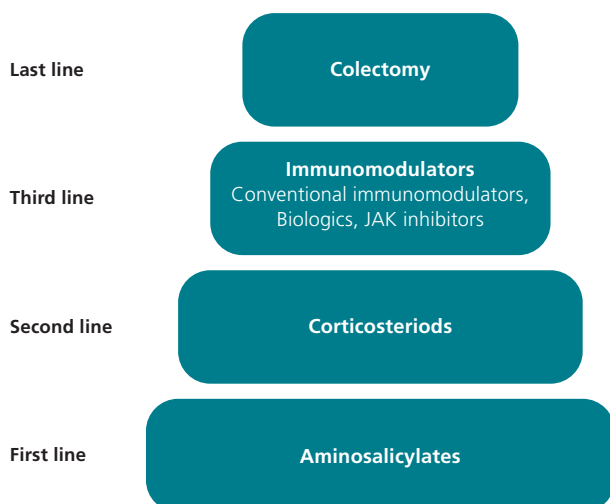 Last line
Colectomy
Third line
Immunomodulators
Conventional immunomodulators,
Biologics, JAK inhibitors
Second line
Corticosteriods
First line
Aminosalicylates